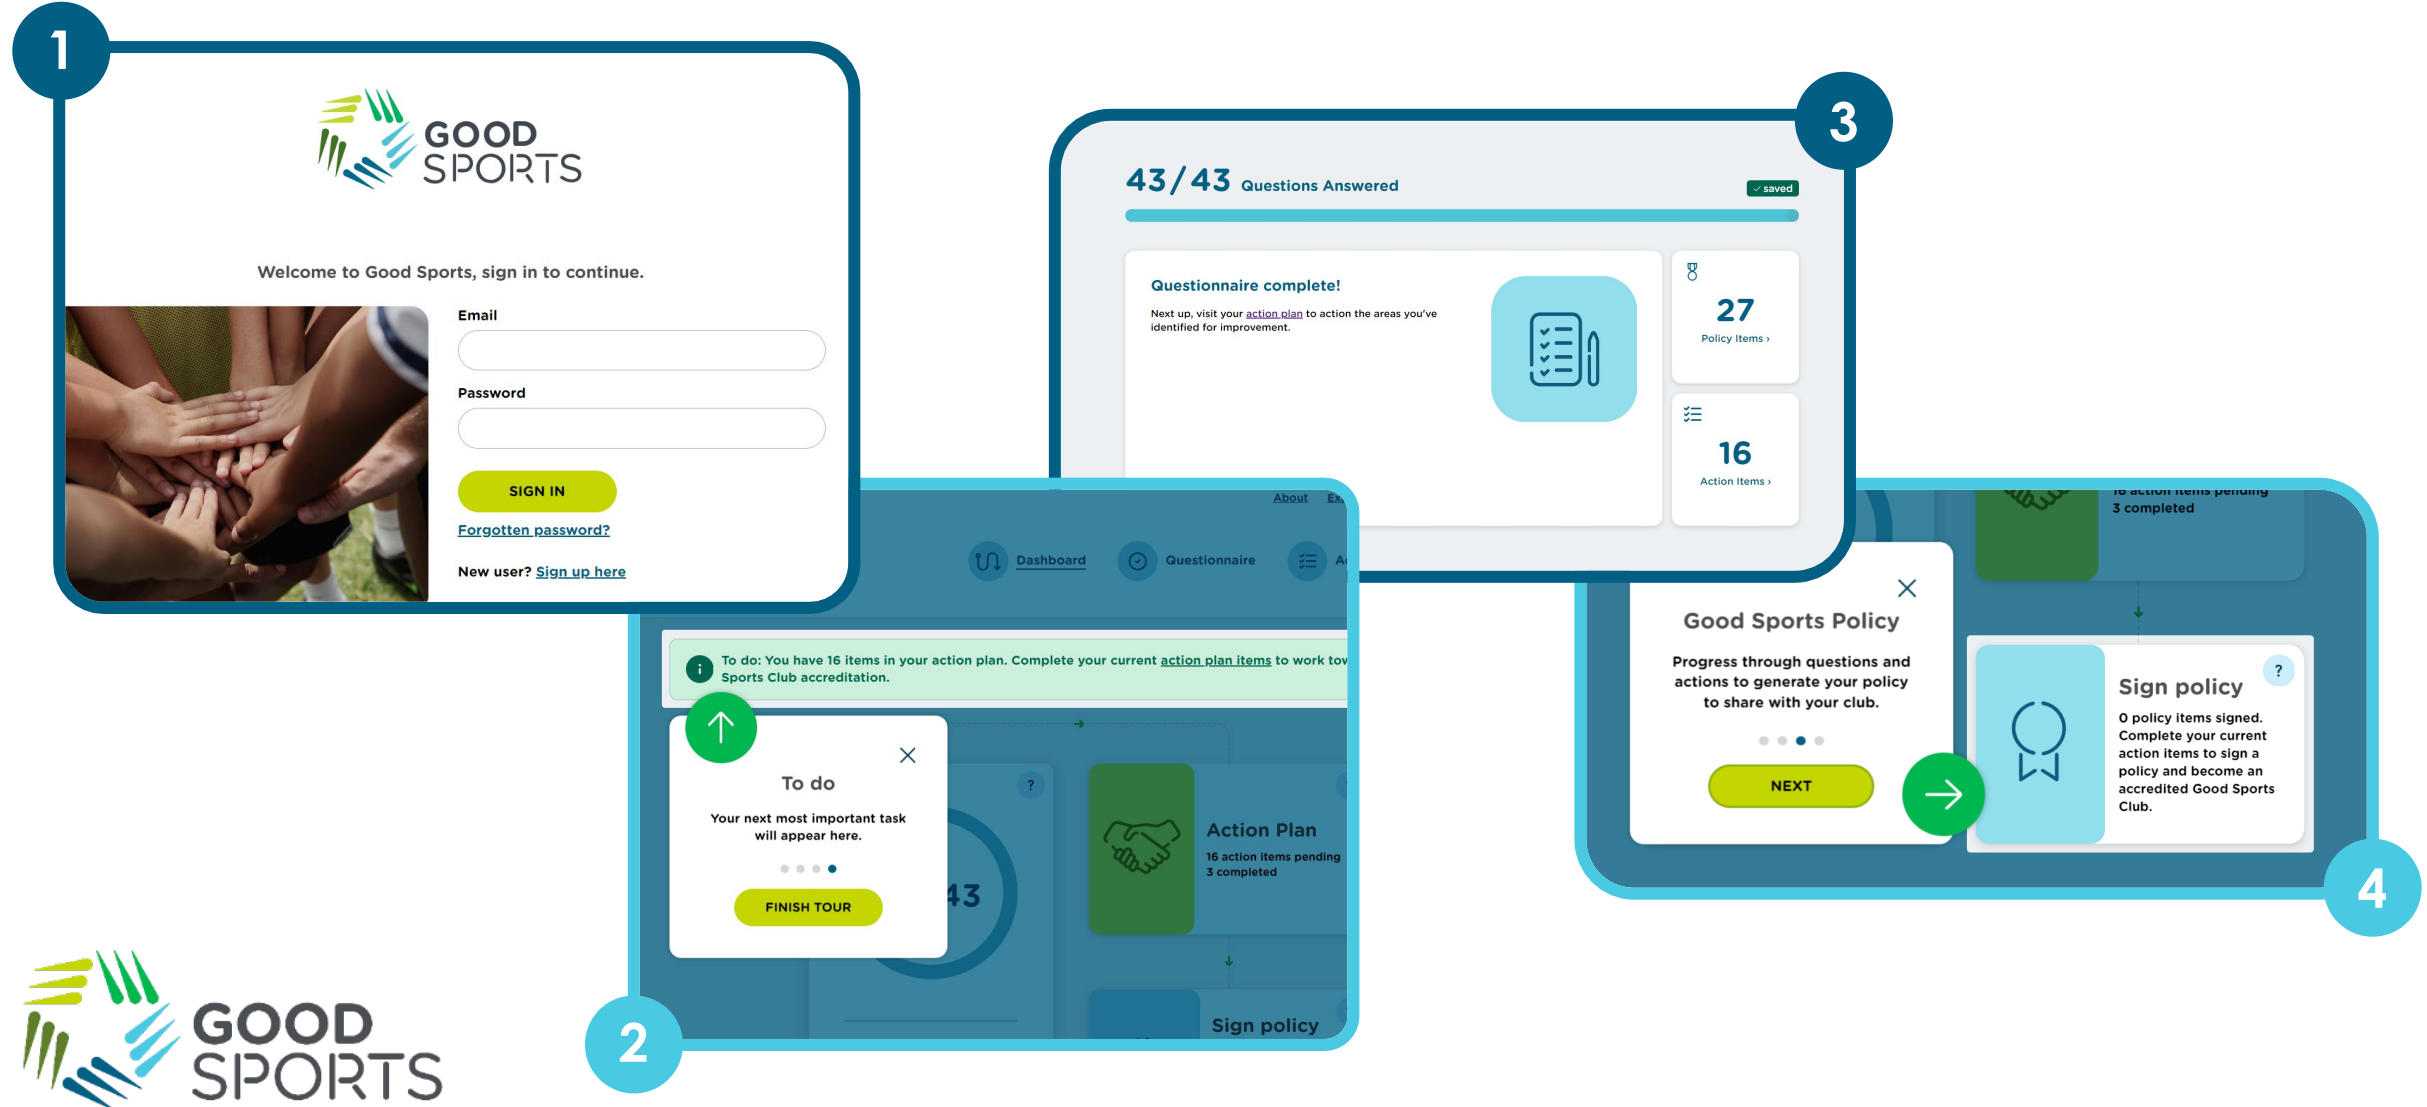 1
GOOD
SPORTS
Welcome to Good Sports, sign in to continue.
Email
Password
SIGN IN
Forgotten password?
New user? Sign up here
About
Dashboard
Questionnaire
To do: You have 16 items in your action plan. Complete your current action plan items to work
Sports Club accreditation.
To do
Your next most important task
will appear here.
FINISH TOUR
43
?
Action Plan
16 action items pending
3 completed
Sign policy
2
3
43/43 Questions Answered
✓ saved
Questionnaire complete!
Next up, visit your action plan to action the areas you've
identified for improvement.
27
Policy Items ›
16
Action Items ›
16 action items pending
3 completed
Good Sports Policy
Progress through questions and
actions to generate your policy
to share with your club.
NEXT
?
Sign policy
0 policy items signed.
Complete your current
action items to sign a
policy and become an
accredited Good Sports
Club.
4
GOOD
SPORTS